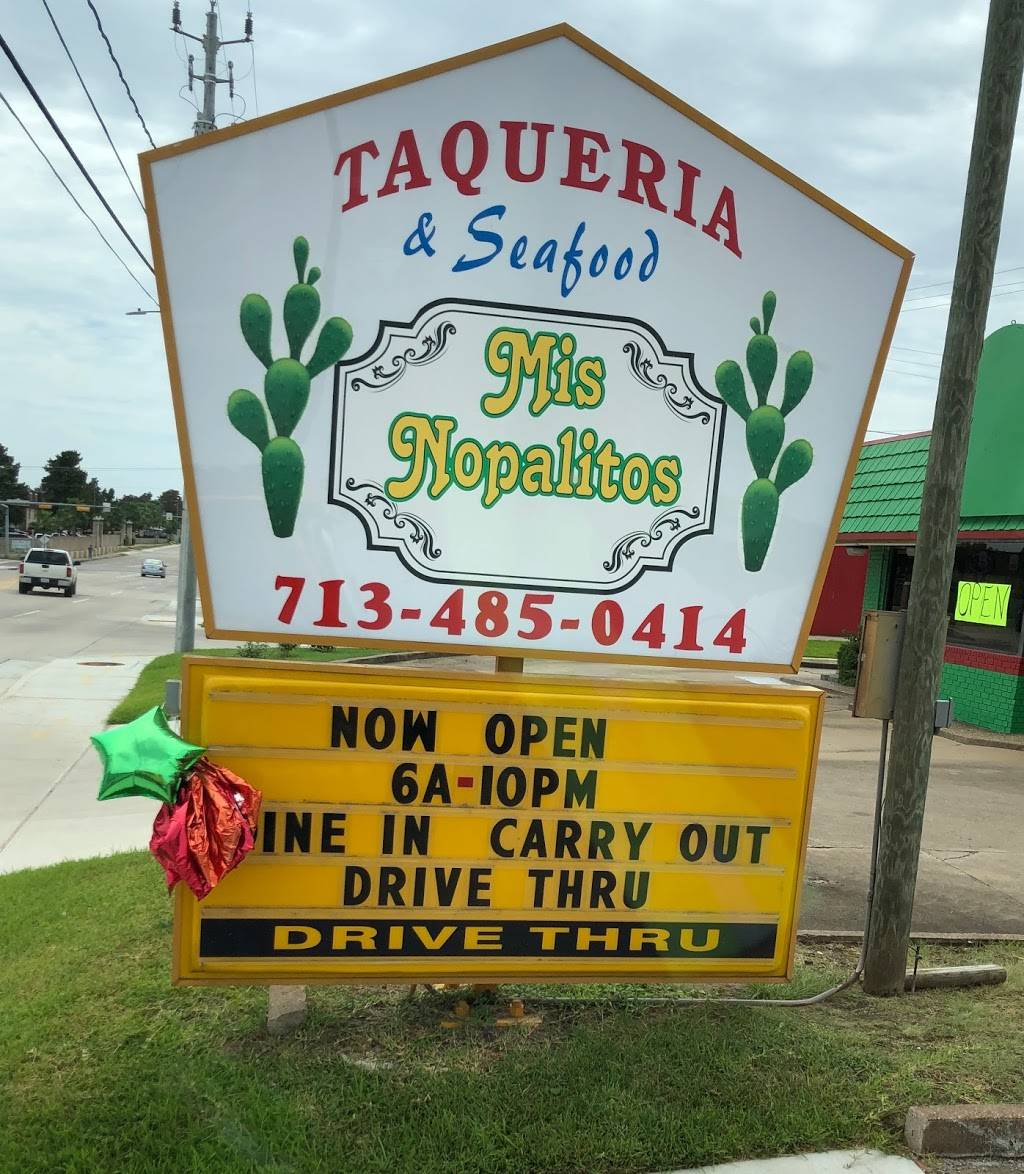 TAQUERIA
& Seafood
Mis
Nopalitos
713-485-0414
NOW OPEN
6A-10PM
INE IN CARRY OUT
DRIVE THRU
DRIVE THRU
OPEN